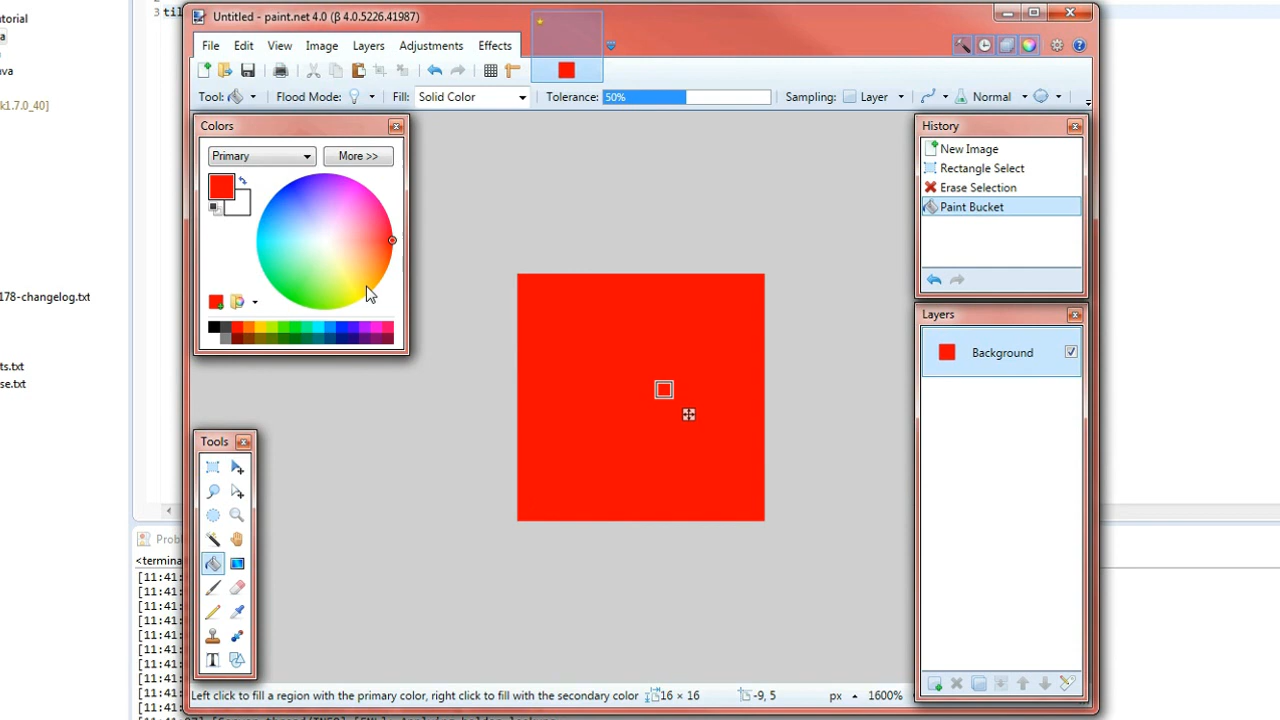 torial
a
va
k1.7.0_40]
178-changelog.txt
ts.txt
se.txt
3 til
Untitled - paint.net 4.0 (β 4.0.5226.41987)
File Edit View Image Layers Adjustments Effects
Tool: Flood Mode: Fill: Solid Color Tolerance: 50% Sampling: Layer Normal
Colors
Primary More >>
History
New Image
Rectangle Select
Erase Selection
Paint Bucket
Layers
Background
Tools
T
Left click to fill a region with the primary color, right click to fill with the secondary color 16 × 16 -9, 5 px 1600%
Probl
<termina
[11:41:
[11:41:
[11:41:
[11:41:
[11:41:
[11:41:
[11:41:
[11:41:
[11:41: